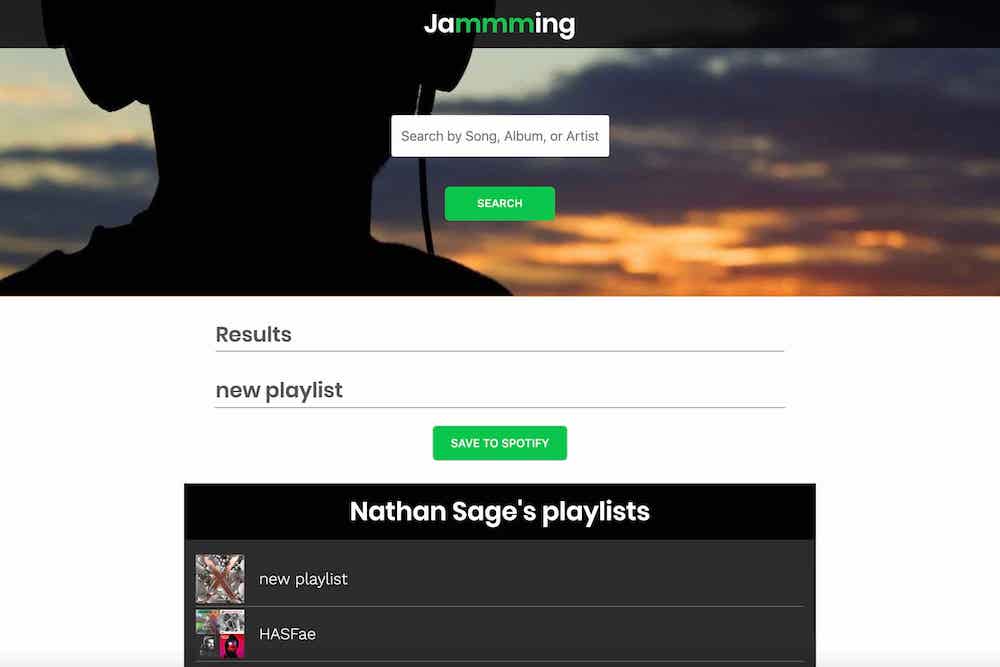 Jammming
Search by Song, Album, or Artist
SEARCH
Results
new playlist
SAVE TO SPOTIFY
Nathan Sage's playlists
new playlist
HASFae